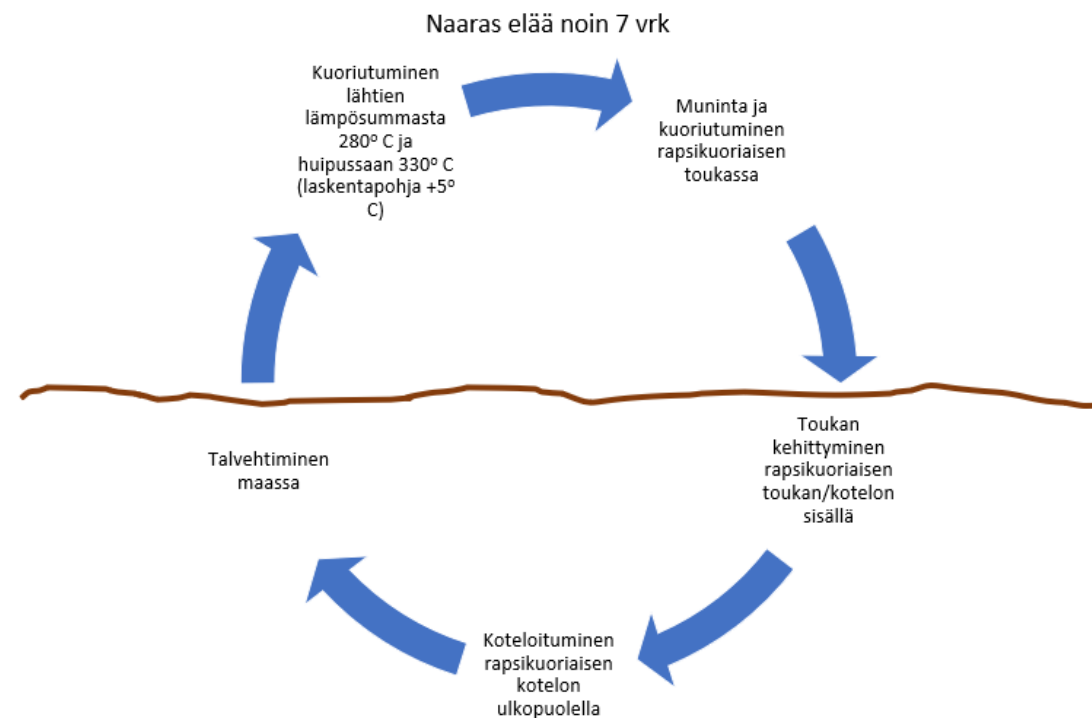 Naaras elää noin 7 vrk
Kuoriutuminen
lähtien
lämpösummasta
280º C ja
huipussaan 330º C
(laskentapohja +5º
C)
Muninta ja
kuoriutuminen
rapsikuoriaisen
toukassa
Toukan
kehittyminen
rapsikuoriaisen
toukan/kotelon
sisällä
Koteloituminen
rapsikuoriaisen
kotelon
ulkopuolella
Talvehtiminen
maassa